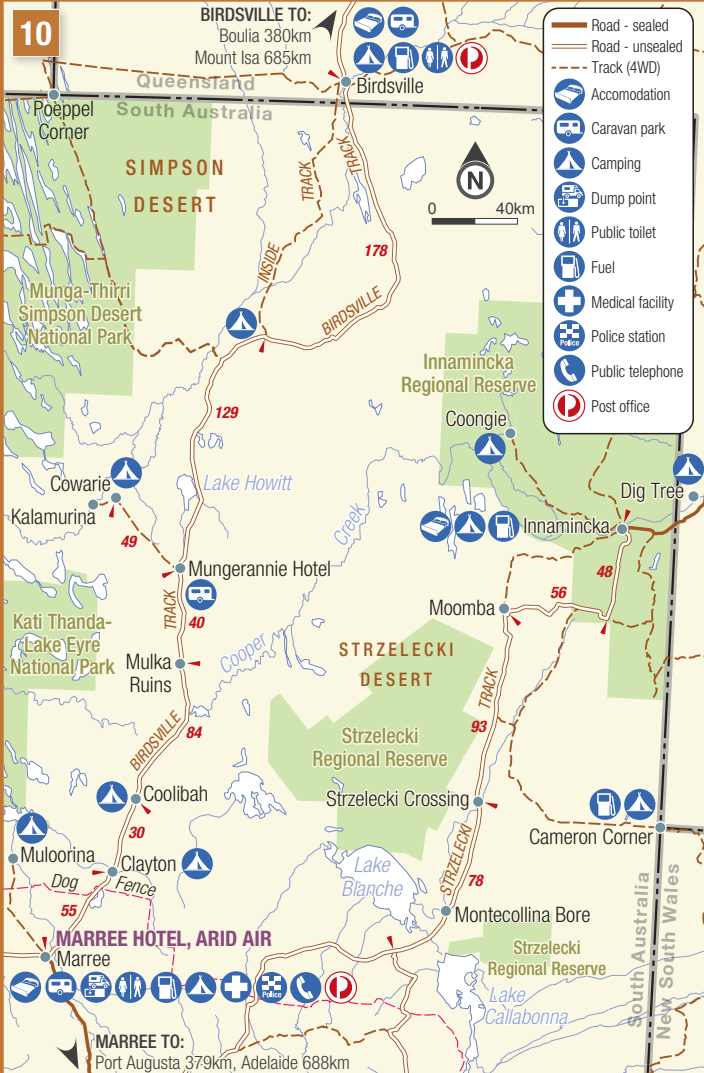 10
BIRDSVILLE TO:
Boulia 380km
Mount Isa 685km
Road - sealed
Road - unsealed
Track (4WD)
Accomodation
Caravan park
Camping
Dump point
Public toilet
Fuel
Medical facility
Police
Police station
Public telephone
Post office
Birdsville
Queensland
South Australia
Poeppel
Corner
SIMPSON
DESERT
TRACK
TRACK
N
0 40km
178
INSIDE
BIRDSVILLE
Munga-Thirri
Simpson Desert
National Park
Innamincka
Regional Reserve
129
Coongie
Cowarie
Lake Howitt
Dig Tree
Kalamurina
Creek
Innamincka
49
Mungerannie Hotel
48
56
TRACK
40
Moomba
Kati Thanda-
Lake Eyre
National Park
Cooper
STRZELECKI
DESERT
Mulka
Ruins
TRACK
93
84
BIRDSVILLE
Strzelecki
Regional Reserve
Coolibah
Strzelecki Crossing
30
Cameron Corner
Muloorina
Clayton
Dog Fence
Lake
Blanche
STRZELECKI
78
55
Montecollina Bore
South Australia
New South Wales
MARREE HOTEL, ARID AIR
Marree
Strzelecki
Regional Reserve
Police
Lake
Callabonna
MARREE TO:
Port Augusta 379km, Adelaide 688km